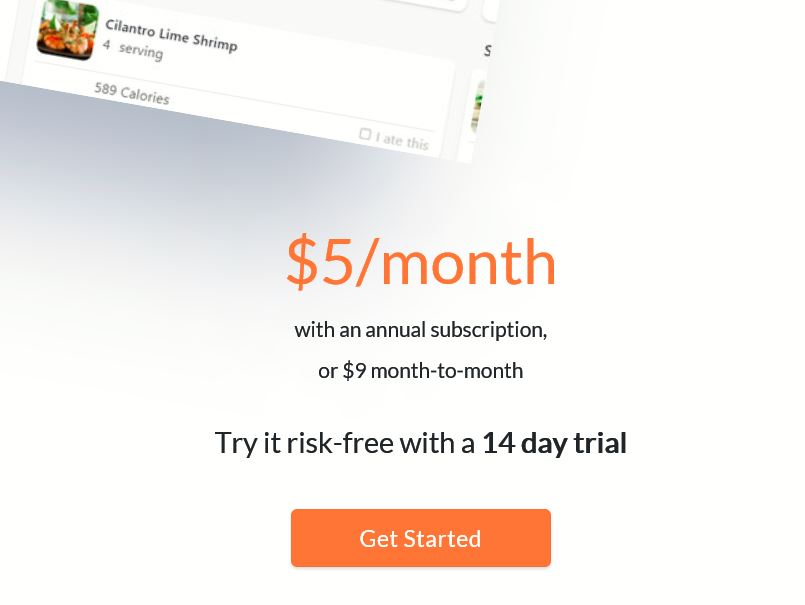 Cilantro Lime Shrimp
4 serving
589 Calories
I ate this
S
$5/month
with an annual subscription,
or $9 month-to-month
Try it risk-free with a 14 day trial
Get Started